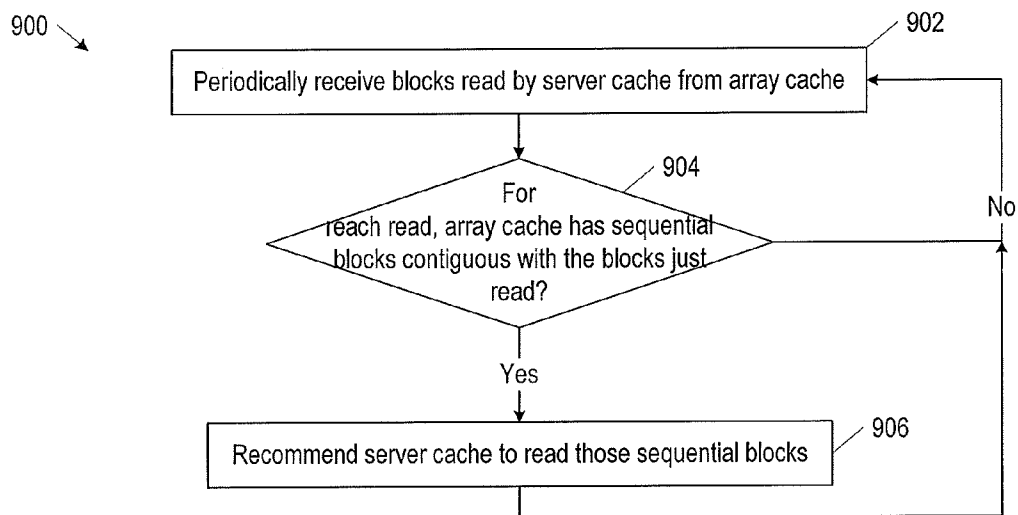 900
902
Periodically receive blocks read by server cache from array cache
904
For
reach read, array cache has sequential
blocks contiguous with the blocks just
read?
No
Yes
Recommend server cache to read those sequential blocks
906